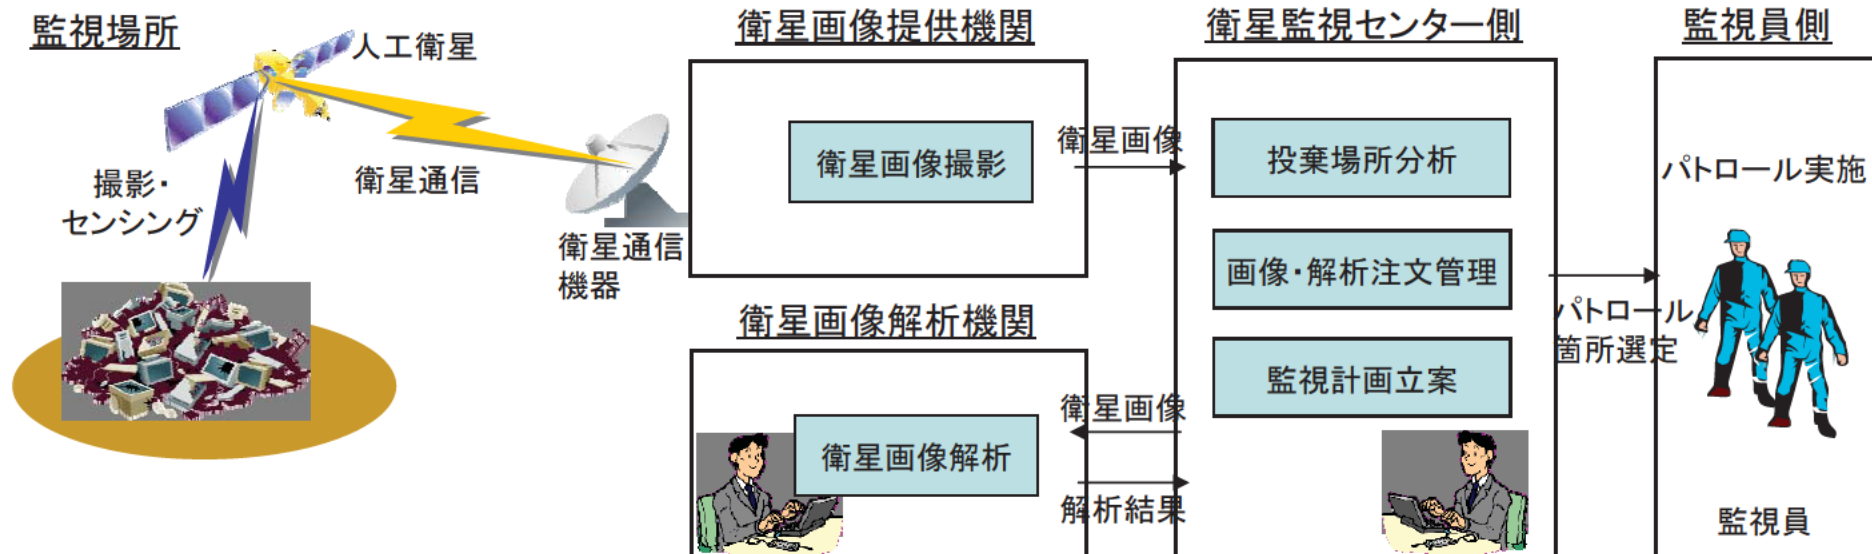 監視場所
人工衛星
撮影・
センシング
衛星通信
衛星通信
機器
衛星画像提供機関
衛星画像撮影
衛星画像
衛星画像解析機関
衛星画像解析
衛星画像
解析結果
衛星監視センター側
投棄場所分析
画像・解析注文管理
監視計画立案
パトロール
箇所選定
監視員側
パトロール実施
監視員